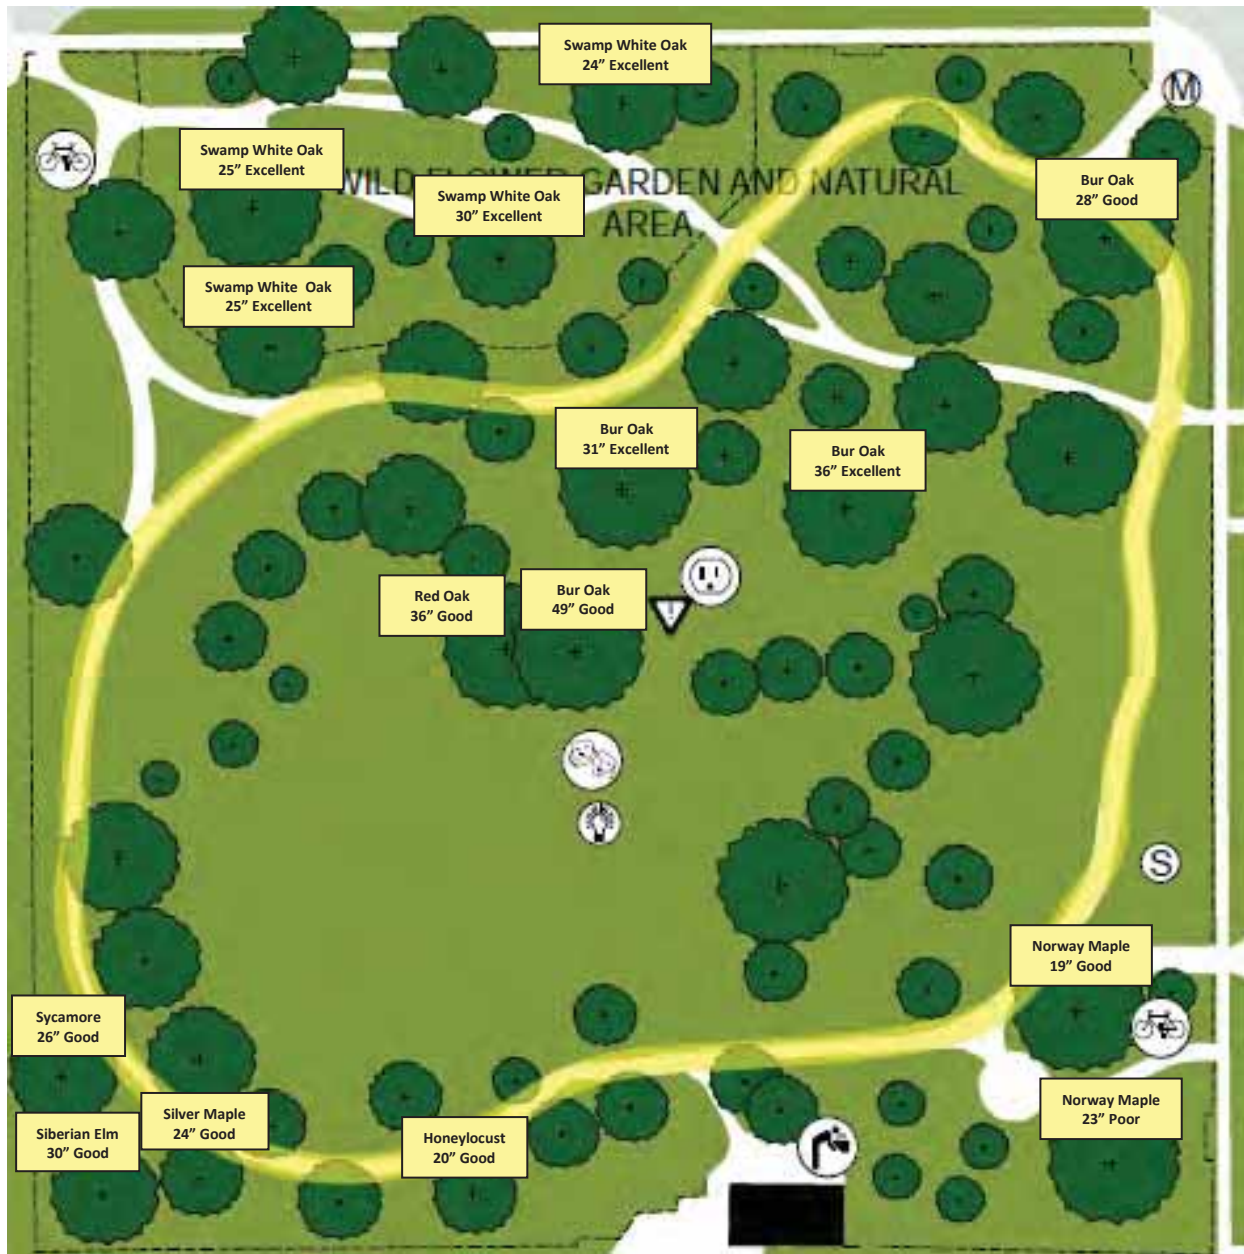 Swamp White Oak
24” Excellent
M
Swamp White Oak
25” Excellent
WILD FLOWER GARDEN AND NATURAL
AREA
Swamp White Oak
30” Excellent
Bur Oak
28” Good
Swamp White Oak
25” Excellent
Bur Oak
31” Excellent
Bur Oak
36” Excellent
Red Oak
36” Good
Bur Oak
49” Good
S
Norway Maple
19” Good
Sycamore
26” Good
Silver Maple
24” Good
Siberian Elm
30” Good
Honeylocust
20” Good
Norway Maple
23” Poor